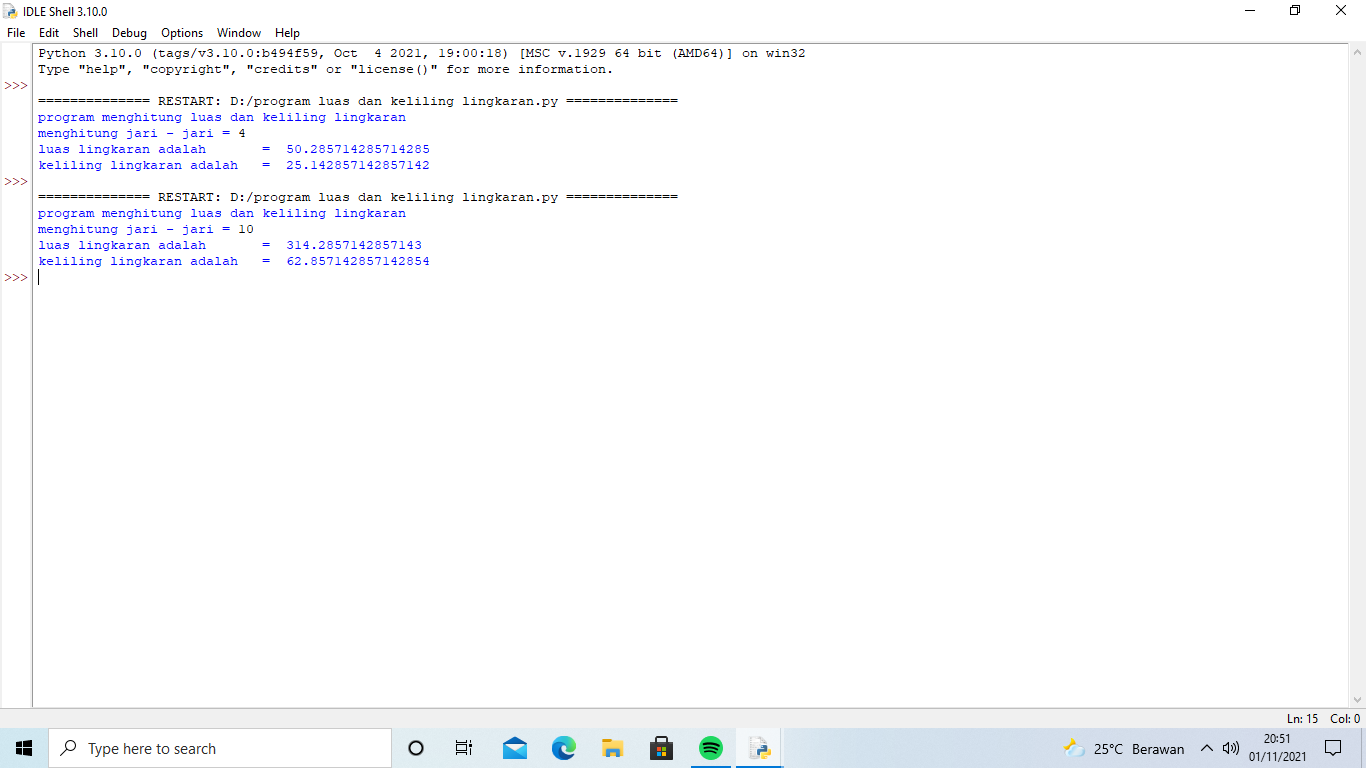 IDLE Shell 3.10.0
File Edit Shell Debug Options Window Help
Python 3.10.0 (tags/v3.10.0:b494f59, Oct  4 2021, 19:00:18) [MSC v.1929 64 bit (AMD64)] on win32
Type "help", "copyright", "credits" or "license()" for more information.
>>>
============== RESTART: D:/program luas dan keliling lingkaran.py ==============
program menghitung luas dan keliling lingkaran
menghitung jari - jari = 4
luas lingkaran adalah       =  50.285714285714285
keliling lingkaran adalah   =  25.142857142857142
>>>
============== RESTART: D:/program luas dan keliling lingkaran.py ==============
program menghitung luas dan keliling lingkaran
menghitung jari - jari = 10
luas lingkaran adalah       =  314.2857142857143
keliling lingkaran adalah   =  62.857142857142854
>>>
Ln: 15 Col: 0
Type here to search
25°C Berawan
20:51
01/11/2021